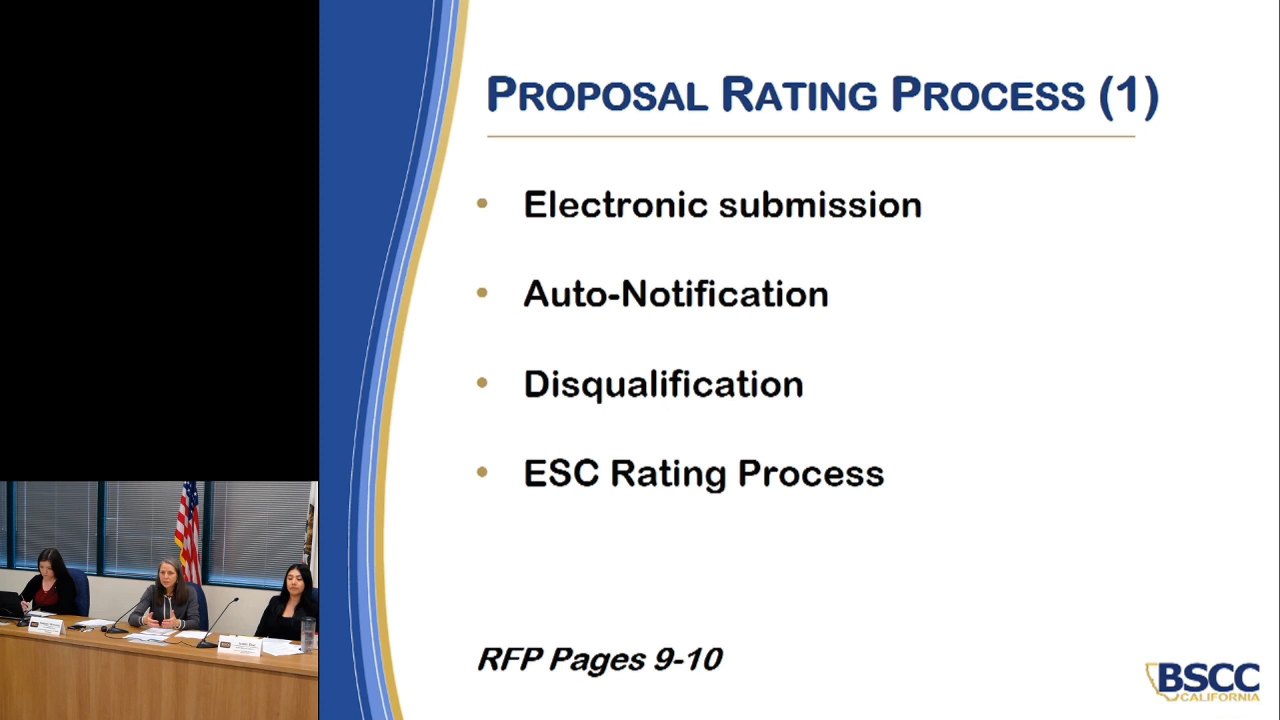 PROPOSAL RATING PROCESS (1)
• Electronic submission
• Auto-Notification
• Disqualification
• ESC Rating Process
RFP Pages 9-10
BSCC
CALIFORNIA